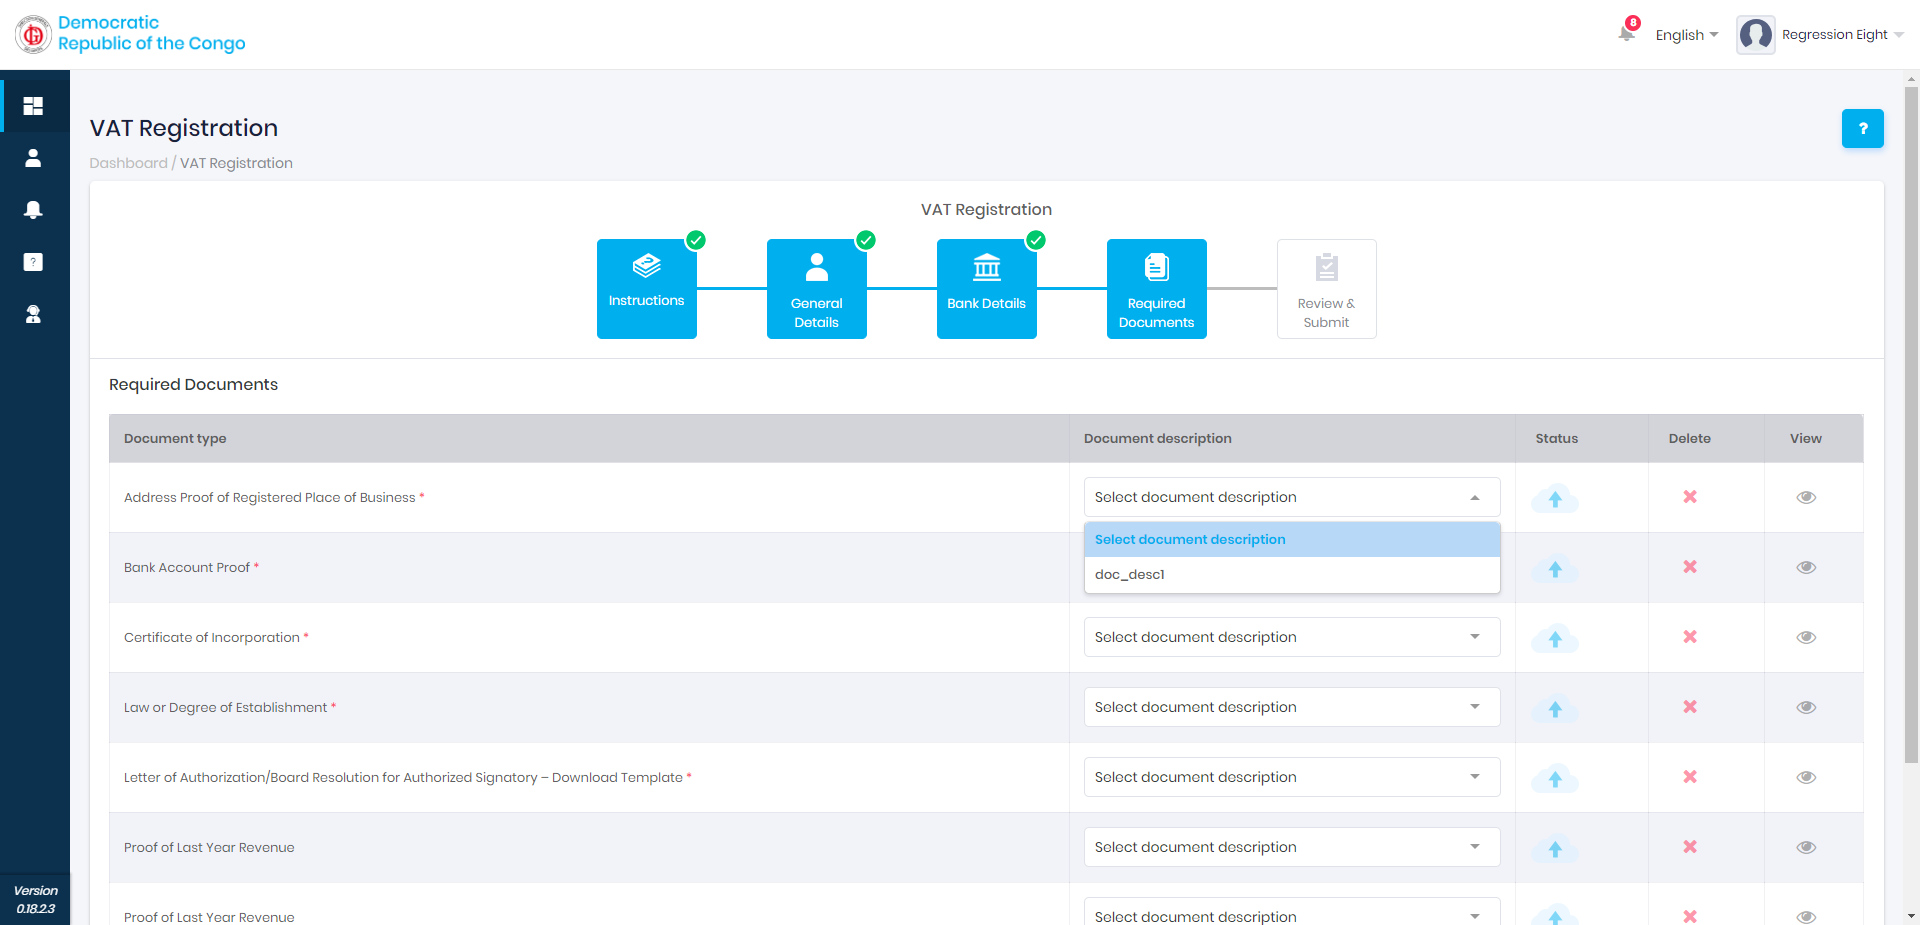 Democratic
Republic of the Congo
8
English
Regression Eight
VAT Registration
?
Dashboard / VAT Registration
VAT Registration
Instructions
General
Details
Bank Details
Required
Documents
Review &
Submit
Required Documents
Document type
Document description
Status
Delete
View
Address Proof of Registered Place of Business *
Select document description
Select document description
doc_desc1
Bank Account Proof *
Certificate of Incorporation *
Select document description
Law or Degree of Establishment *
Select document description
Letter of Authorization/Board Resolution for Authorized Signatory – Download Template *
Select document description
Proof of Last Year Revenue
Select document description
Proof of Last Year Revenue
Select document description
Version
0.18.2.3